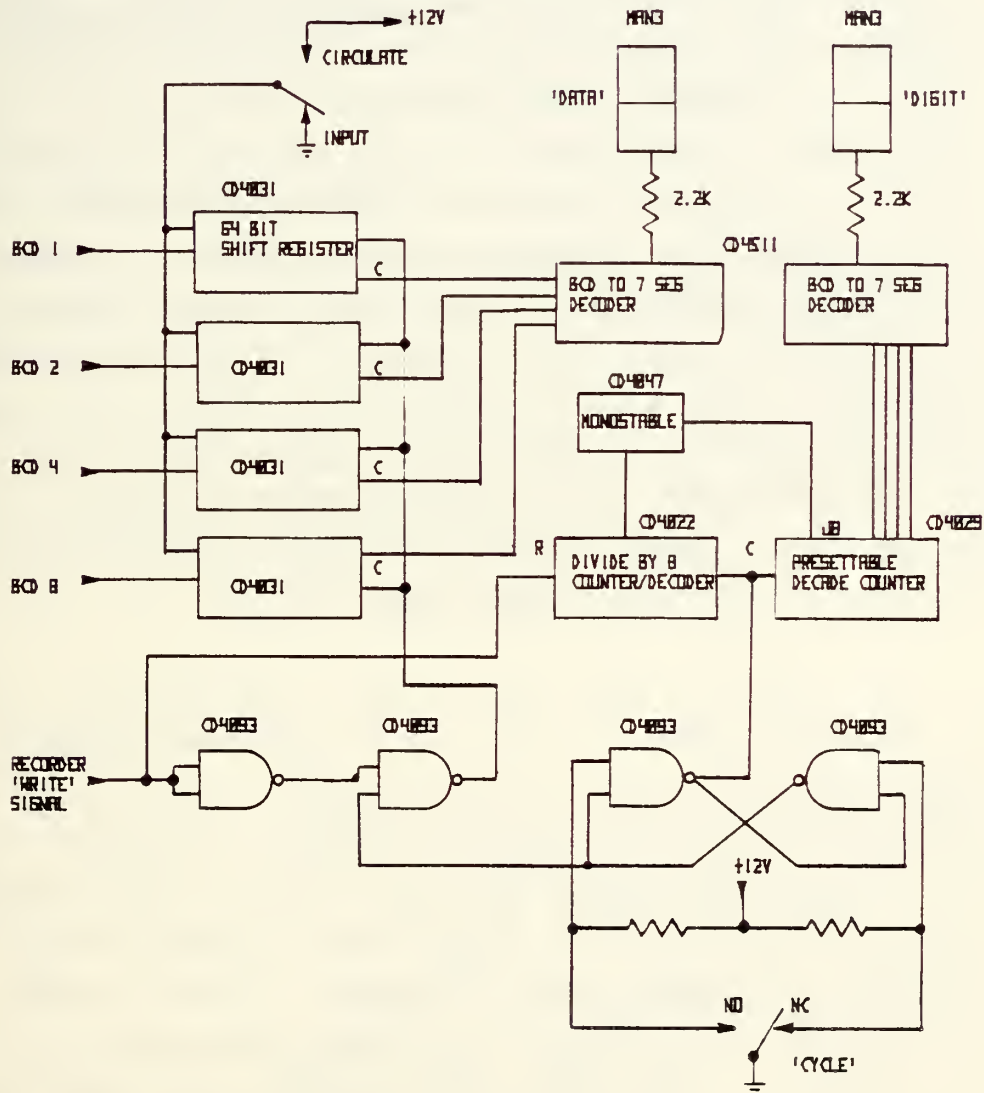 +12V
CIRCULATE
INPUT
MAN3
MAN3
'DATA'
'DIGIT'
2.2K
2.2K
CD4031
64 BIT
SHIFT REGISTER
BCD 1
C
CD4511
BCD TO 7 SEG
DECODER
BCD TO 7 SEG
DECODER
BCD 2
CD4031
C
CD4047
MONOSTABLE
BCD 4
CD4031
C
CD4022
JB
CD4029
R
DIVIDE BY 8
COUNTER/DECODER
C
PRESETTABLE
DECADE COUNTER
BCD 8
CD4031
C
CD4093
CD4093
CD4093
CD4093
RECORDER
'WRITE'
SIGNAL
+12V
NO
NC
'CYCLE'